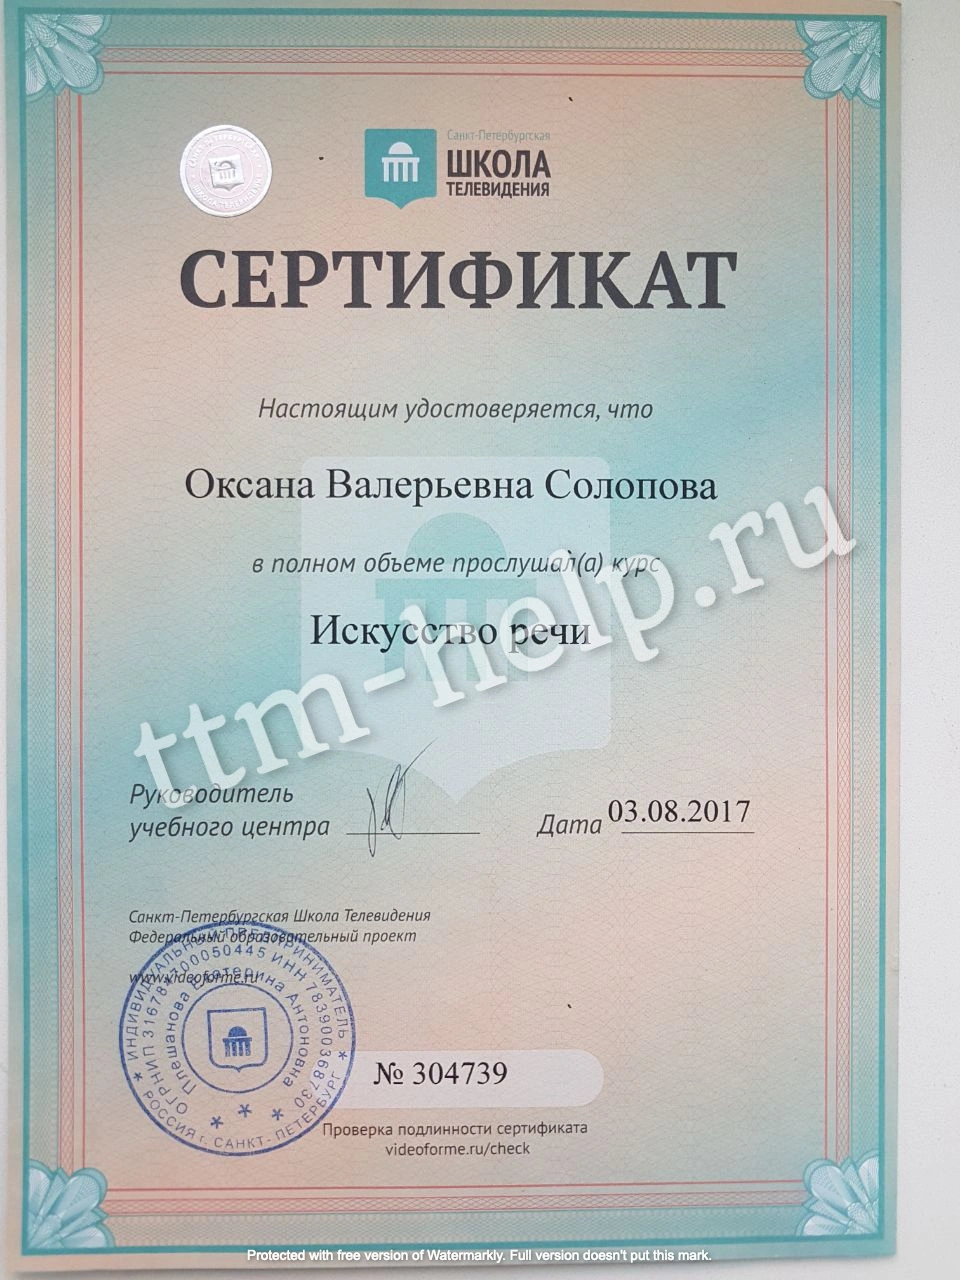 Санкт-Петербургская
ШКОЛА
ТЕЛЕВИДЕНИЯ
СЕРТИФИКАТ
Настоящим удостоверяется, что
Оксана Валерьевна Солопова
в полном объеме прослушал(а) курс
Искусство речи
ttm-help.ru
Руководитель
учебного центра
Дата 03.08.2017
Санкт-Петербургская Школа Телевидения
Федеральный образовательный проект
www.videoforme.ru
ИНДИВИДУАЛЬНЫЙ ПРЕДПРИНИМАТЕЛЬ
ИНН 783900368730
Плешанова Екатерина Антоновна
РОССИЯ г. САНКТ-ПЕТЕРБУРГ
№ 304739
Проверка подлинности сертификата
videoforme.ru/check
Protected with free version of Watermarkly. Full version doesn't put this mark.